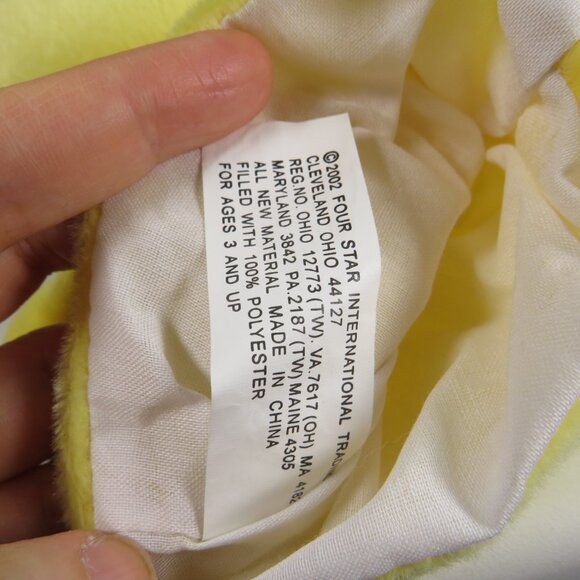 ©2002 FOUR STAR INTERNATIONAL
CLEVELAND OHIO 44127
REG.NO. OHIO 12773 (TW). VA.7617 (OH) MA
MARYLAND 3842 PA.2187 (TW) MAINE 4305
ALL NEW MATERIAL MADE IN CHINA
FILLED WITH 100% POLYESTER
FOR AGES 3 AND UP